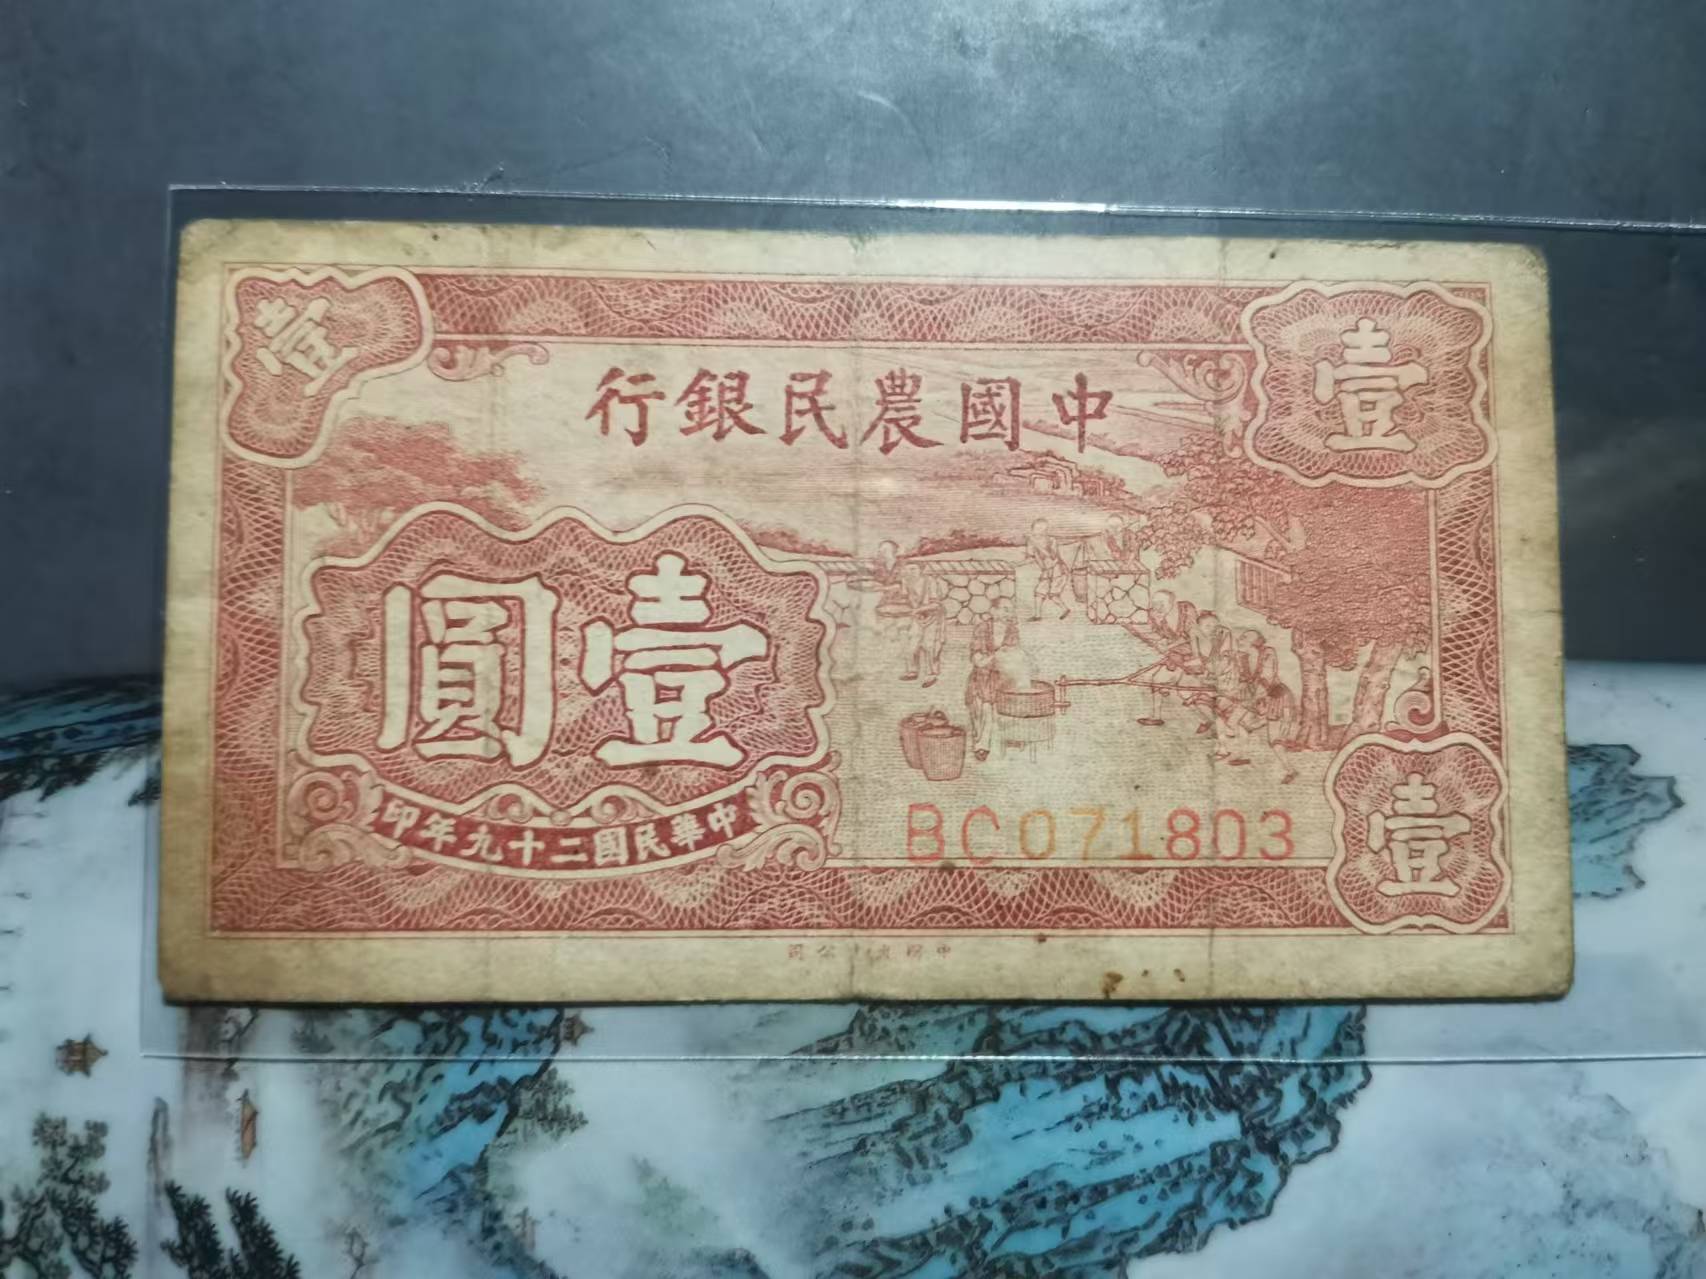 壹
壹
中國農民銀行
壹圓
中華民國二十九年印
BC071803
壹